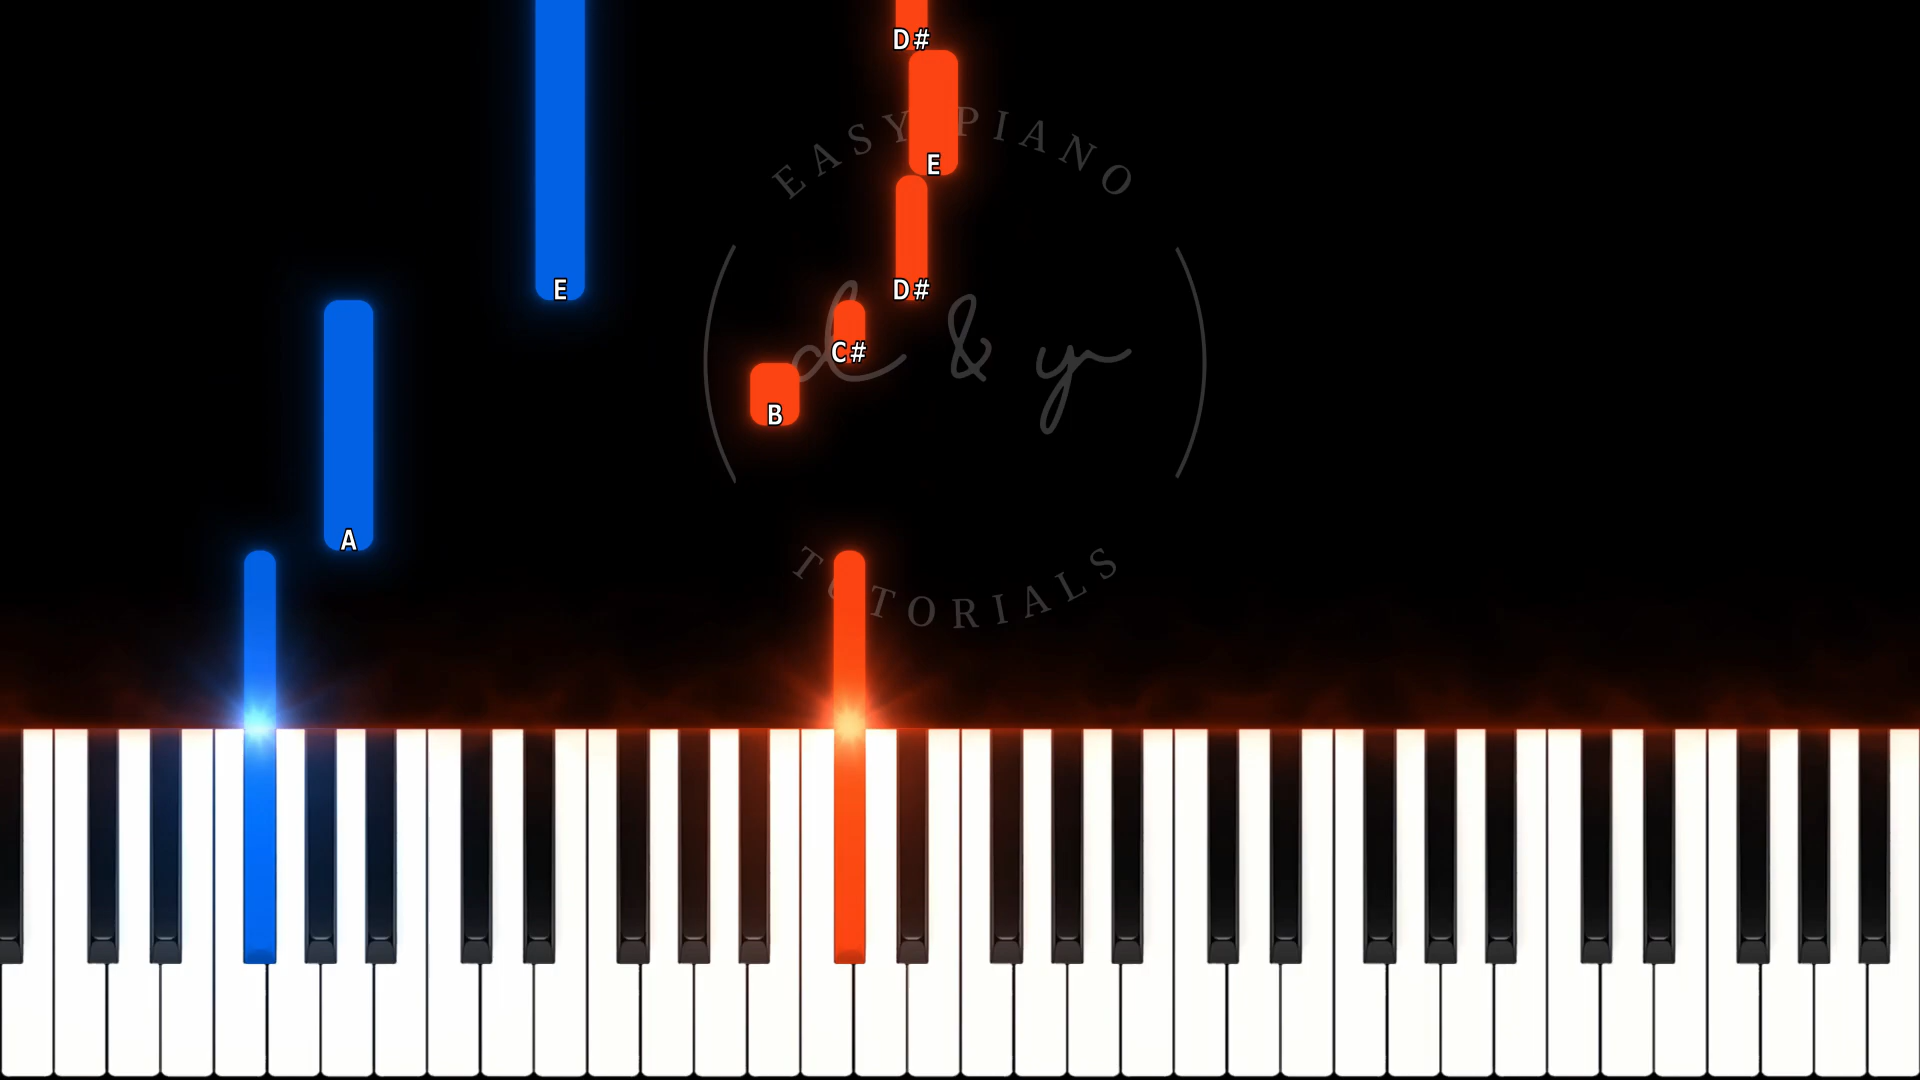 D#
EASY PIANO
E
E
D#
C#
d & y
B
A
TUTORIALS